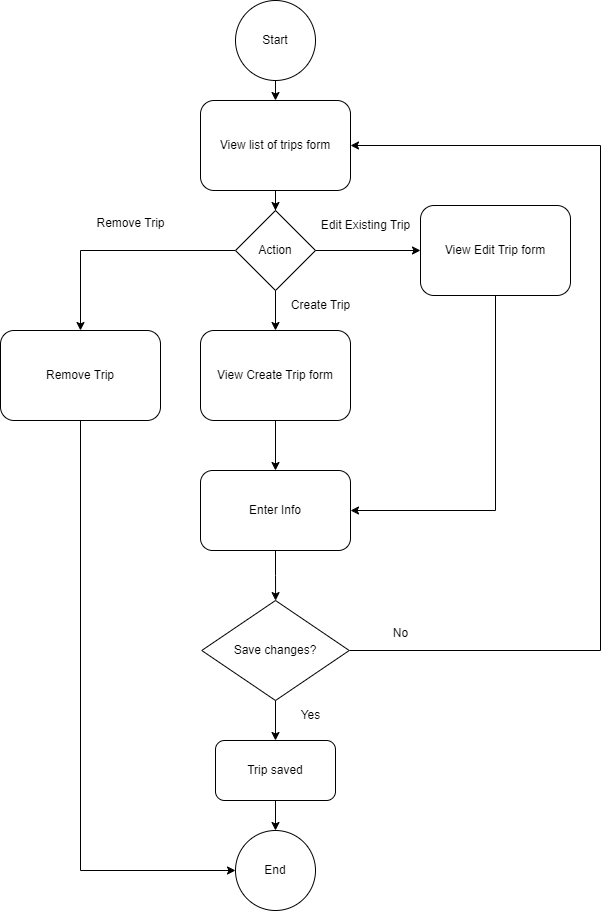 Start
View list of trips form
Remove Trip
Edit Existing Trip
Action
View Edit Trip form
Create Trip
Remove Trip
View Create Trip form
Enter Info
No
Save changes?
Yes
Trip saved
End